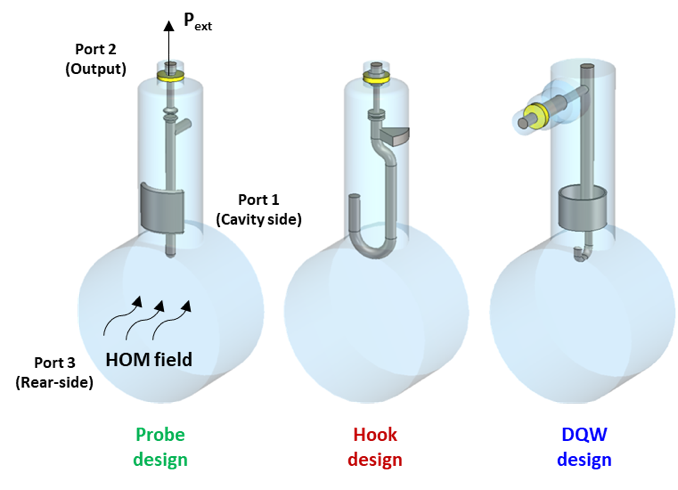 P_ext
Port 2
(Output)
Port 1
(Cavity side)
HOM field
Port 3
(Rear-side)
Probe
design
Hook
design
DQW
design